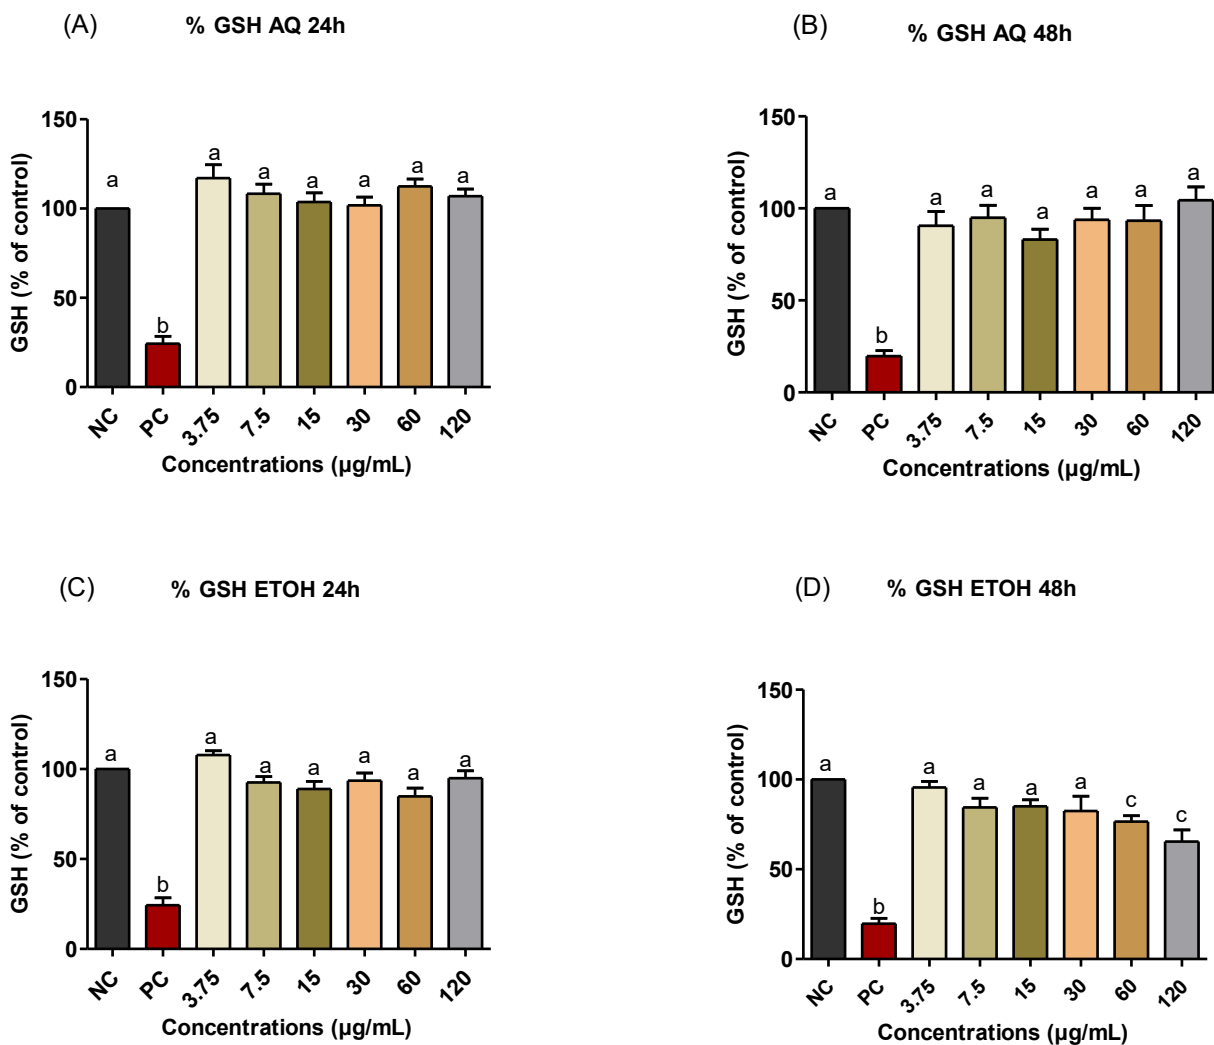 (A) % GSH AQ 24h
GSH (% of control)
150
100
50
0
a
b
a
a
a
a
a
a
NC PC 3.75 7.5 15 30 60 120
Concentrations (µg/mL)
(B) % GSH AQ 48h
GSH (% of control)
150
100
50
0
a
b
a
a
a
a
a
a
NC PC 3.75 7.5 15 30 60 120
Concentrations (µg/mL)
(C) % GSH ETOH 24h
GSH (% of control)
150
100
50
0
a
b
a
a
a
a
a
a
NC PC 3.75 7.5 15 30 60 120
Concentrations (µg/mL)
(D) % GSH ETOH 48h
GSH (% of control)
150
100
50
0
a
b
a
a
a
a
c
c
NC PC 3.75 7.5 15 30 60 120
Concentrations (µg/mL)